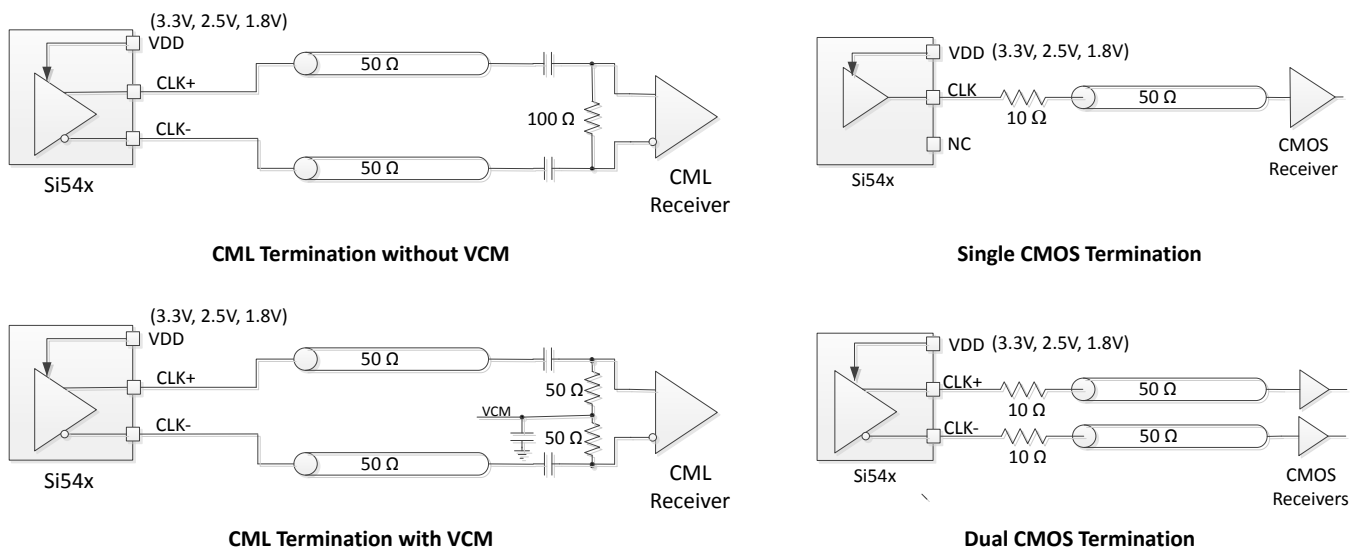 (3.3V, 2.5V, 1.8V)
VDD
CLK+
50 Ω
100 Ω
CLK-
50 Ω
Si54x
CML
Receiver
CML Termination without VCM
VDD (3.3V, 2.5V, 1.8V)
CLK
10 Ω
50 Ω
NC
CMOS
Receiver
Si54x
Single CMOS Termination
(3.3V, 2.5V, 1.8V)
VDD
CLK+
50 Ω
50 Ω
VCM
50 Ω
CLK-
50 Ω
Si54x
CML
Receiver
CML Termination with VCM
VDD (3.3V, 2.5V, 1.8V)
CLK+
10 Ω
50 Ω
CLK-
10 Ω
50 Ω
Si54x
CMOS
Receivers
Dual CMOS Termination